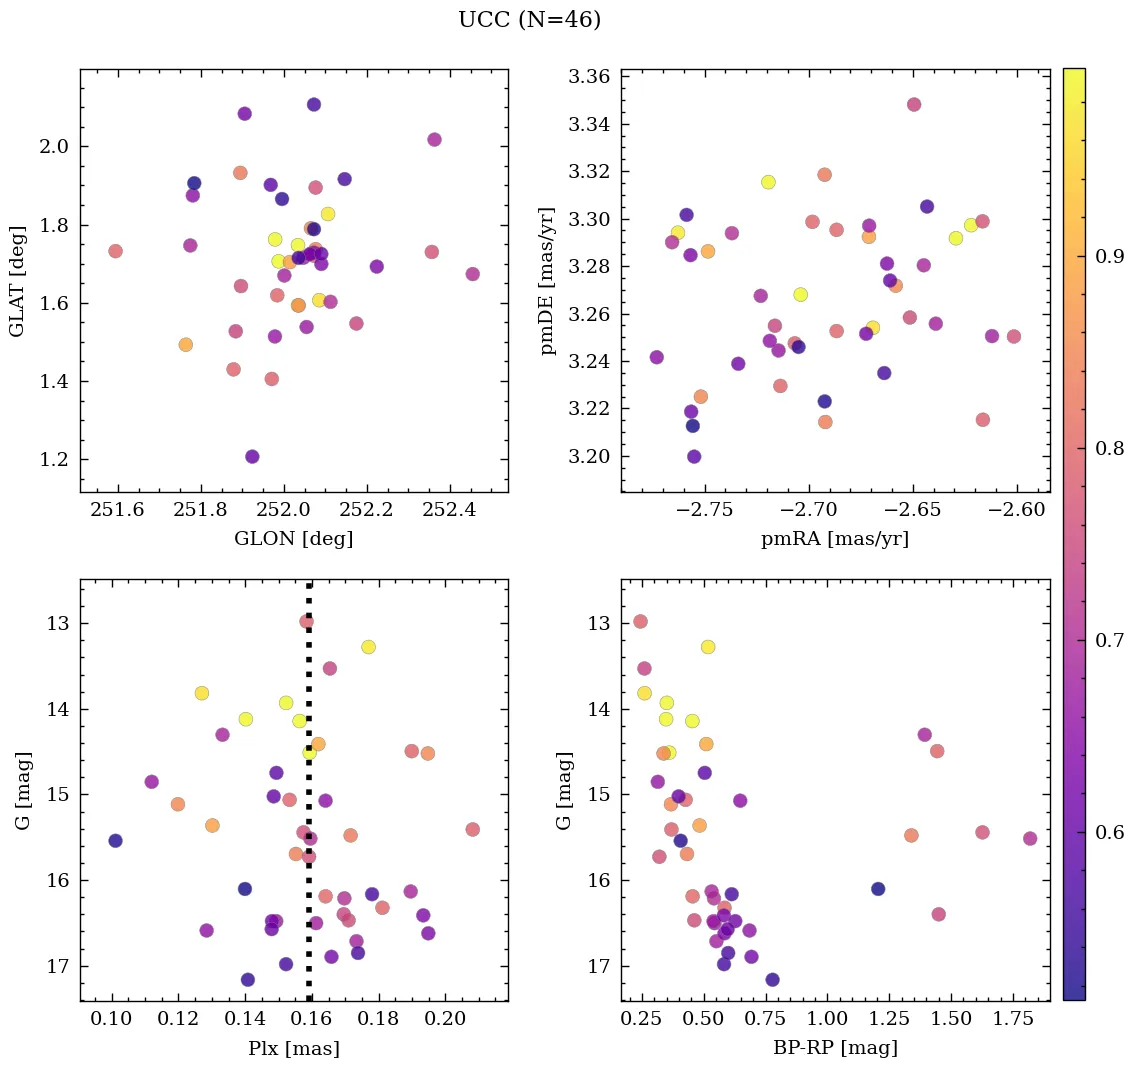 UCC (N=46)
2.0
1.8
1.6
1.4
1.2
GLAT [deg]
251.6 251.8 252.0 252.2 252.4
GLON [deg]
3.36
3.34
3.32
3.30
3.28
3.26
3.24
3.22
3.20
pmDE [mas/yr]
−2.75 −2.70 −2.65 −2.60
pmRA [mas/yr]
13
14
15
16
17
G [mag]
0.10 0.12 0.14 0.16 0.18 0.20
Plx [mas]
13
14
15
16
17
G [mag]
0.25 0.50 0.75 1.00 1.25 1.50 1.75
BP-RP [mag]
0.9
0.8
0.7
0.6